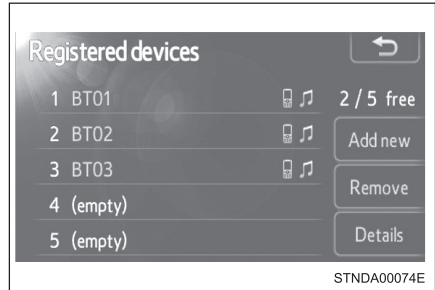 Registered devices
1 BT01
2 / 5 free
2 BT02
Add new
3 BT03
Remove
4 (empty)
5 (empty)
Details
STNDA00074E